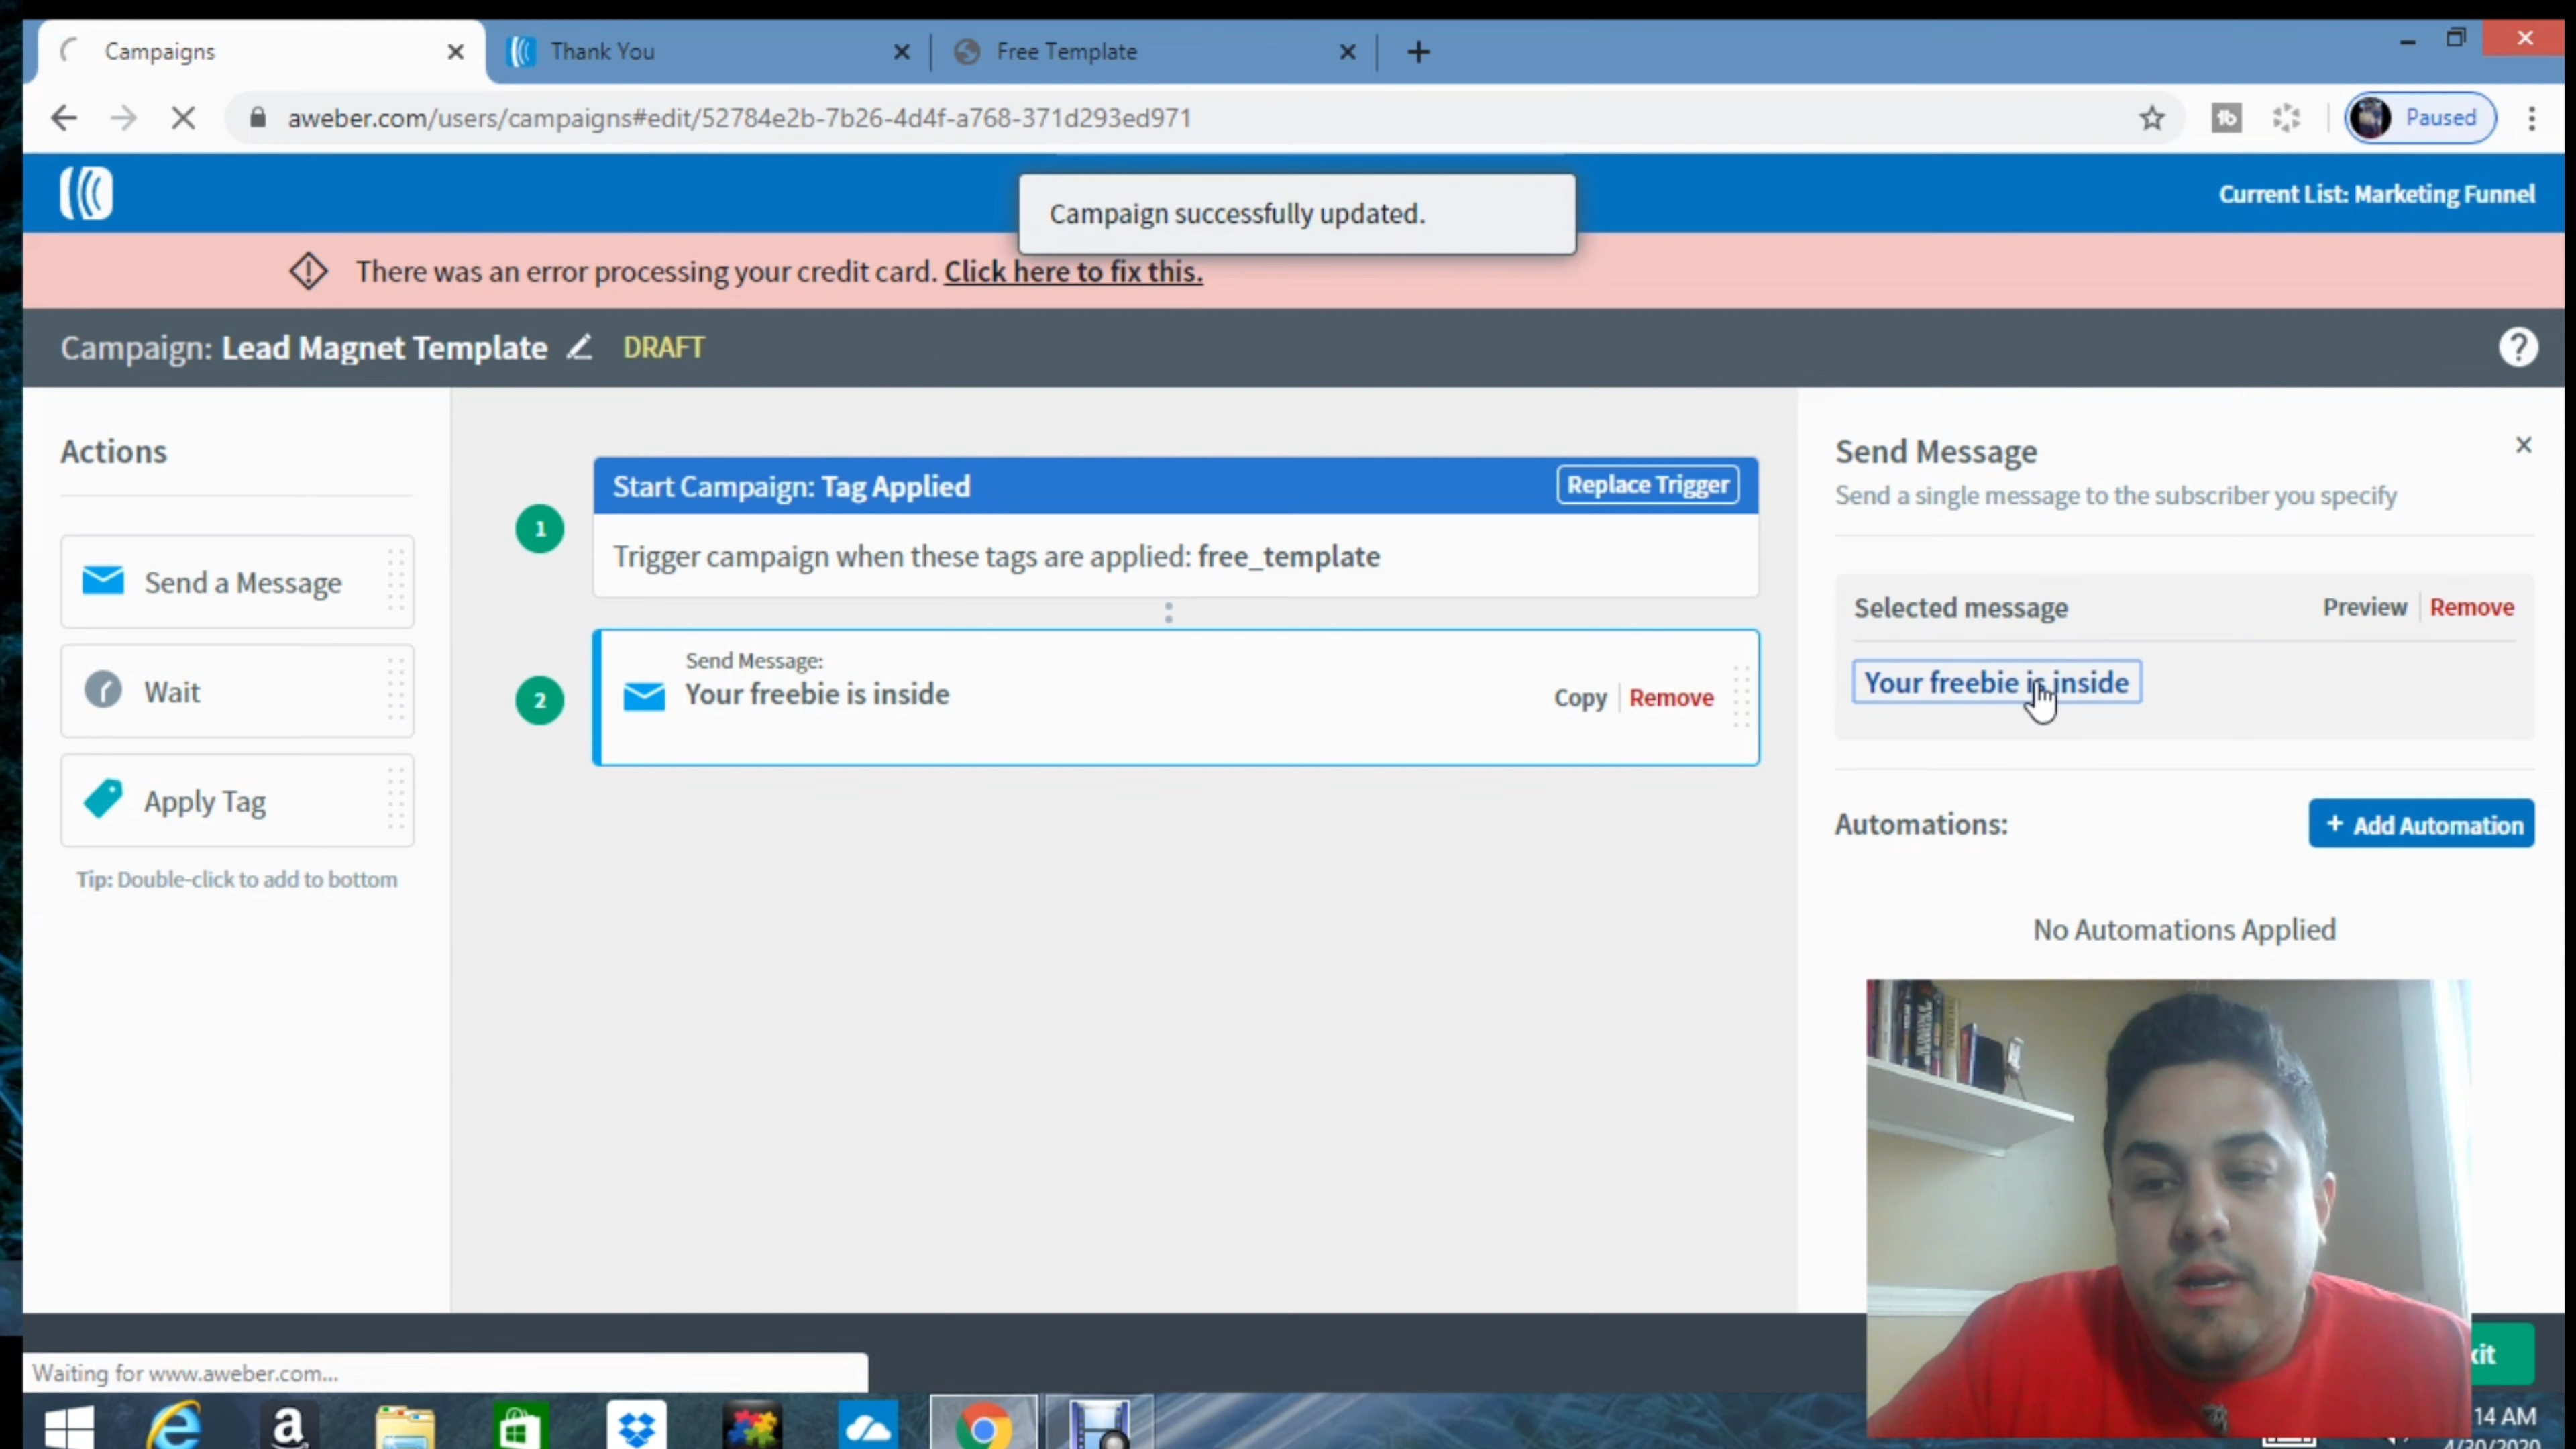 Campaigns
Thank You
Free Template
aweber.com/users/campaigns#edit/52784e2b-7b26-4d4f-a768-371d293ed971
Paused
Campaign successfully updated.
Current List: Marketing Funnel
There was an error processing your credit card. Click here to fix this.
Campaign: Lead Magnet Template DRAFT
?
Actions
Send a Message
Wait
Apply Tag
Tip: Double-click to add to bottom
1
Start Campaign: Tag Applied
Replace Trigger
Trigger campaign when these tags are applied: free_template
2
Send Message:
Your freebie is inside
Copy Remove
Send Message
Send a single message to the subscriber you specify
Selected message
Preview Remove
Your freebie is inside
Automations:
+ Add Automation
No Automations Applied
xit
Waiting for www.aweber.com...
14 AM
4/30/2020